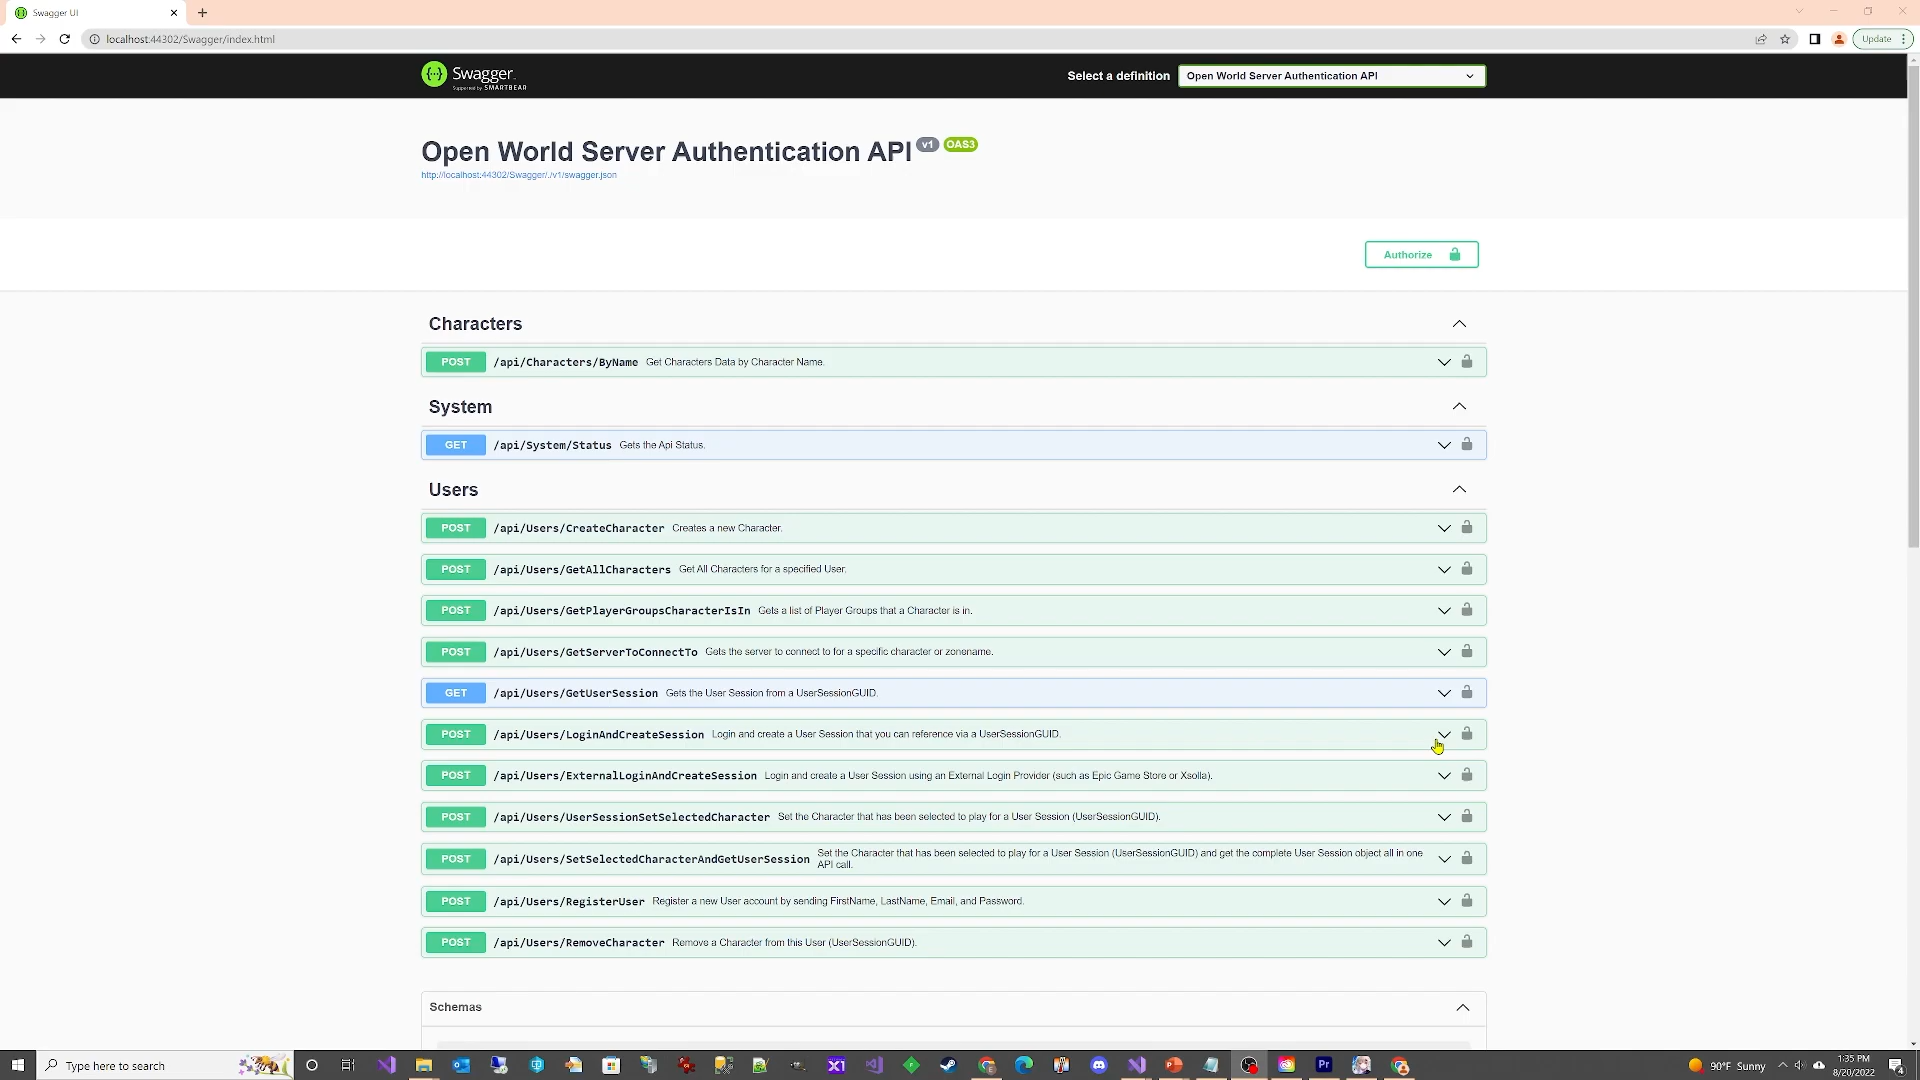 Swagger UI
localhost:44302/Swagger/index.html
Update
Swagger.
Supported by SMARTBEAR
Select a definition
Open World Server Authentication API
Open World Server Authentication API v1 OAS3
http://localhost:44302/Swagger/./v1/swagger.json
Authorize
Characters
POST /api/Characters/ByName Get Characters Data by Character Name.
System
GET /api/System/Status Gets the Api Status.
Users
POST /api/Users/CreateCharacter Creates a new Character.
POST /api/Users/GetAllCharacters Get All Characters for a specified User.
POST /api/Users/GetPlayerGroupsCharacterIsIn Gets a list of Player Groups that a Character is in.
POST /api/Users/GetServerToConnectTo Gets the server to connect to for a specific character or zonename.
GET /api/Users/GetUserSession Gets the User Session from a UserSessionGUID.
POST /api/Users/LoginAndCreateSession Login and create a User Session that you can reference via a UserSessionGUID.
POST /api/Users/ExternalLoginAndCreateSession Login and create a User Session using an External Login Provider (such as Epic Game Store or Xsolla).
POST /api/Users/UserSessionSetSelectedCharacter Set the Character that has been selected to play for a User Session (UserSessionGUID).
POST /api/Users/SetSelectedCharacterAndGetUserSession Set the Character that has been selected to play for a User Session (UserSessionGUID) and get the complete User Session object all in one
API call.
POST /api/Users/RegisterUser Register a new User account by sending FirstName, LastName, Email, and Password.
POST /api/Users/RemoveCharacter Remove a Character from this User (UserSessionGUID).
Schemas
Type here to search
X1
Pr
90°F Sunny
1:35 PM
8/20/2022
4